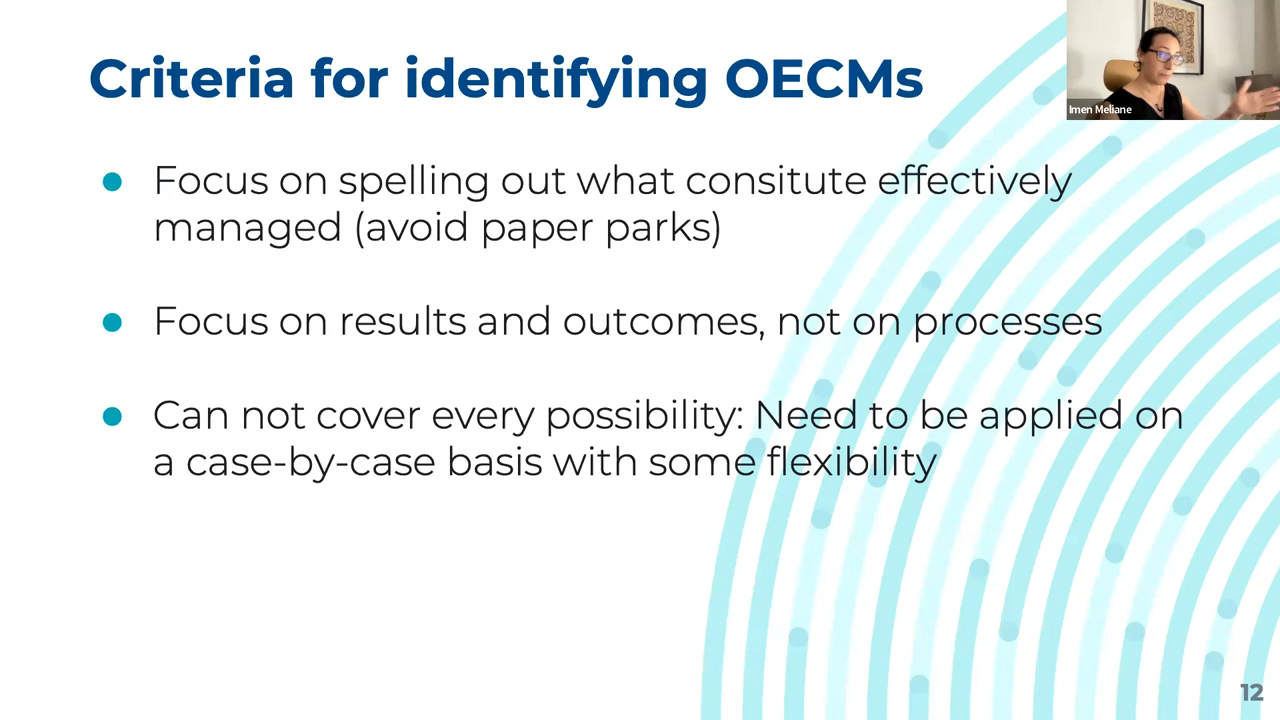 Criteria for identifying OECMs
Imen Meliane
● Focus on spelling out what consitute effectively
managed (avoid paper parks)
● Focus on results and outcomes, not on processes
● Can not cover every possibility: Need to be applied on
a case-by-case basis with some flexibility
12